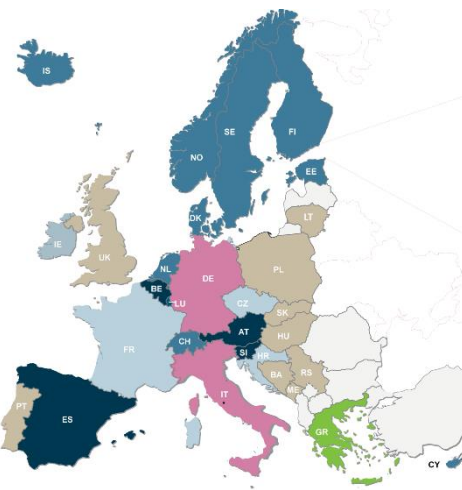 IS
FI
SE
NO
EE
DK
LT
IE
UK
NL
DE
PL
BE
LU
CZ
SK
FR
AT
HU
CH
SI
HR
BA
RS
ME
PT
ES
IT
GR
CY